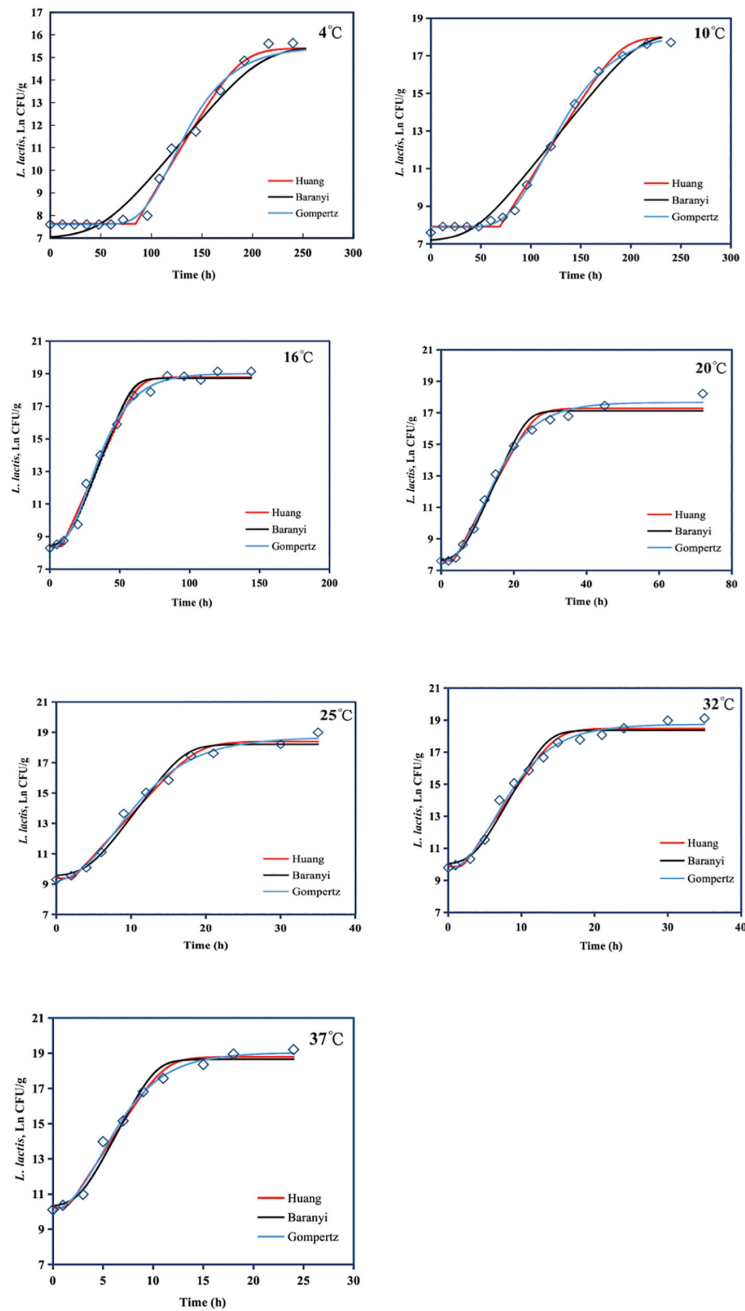 4℃
L. lactis, Ln CFU/g
17
16
15
14
13
12
11
10
9
8
7
Huang
Baranyi
Gompertz
0 50 100 150 200 250 300
Time (h)
10℃
L. lactis, Ln CFU/g
19
17
15
13
11
9
7
Huang
Baranyi
Gompertz
0 50 100 150 200 250 300
Time (h)
16℃
L. lactis, Ln CFU/g
21
19
17
15
13
11
9
7
Huang
Baranyi
Gompertz
0 50 100 150 200
Time (h)
20℃
L. lactis, Ln CFU/g
21
19
17
15
13
11
9
7
Huang
Baranyi
Gompertz
0 20 40 60 80
Time (h)
25℃
L. lactis, Ln CFU/g
21
19
17
15
13
11
9
7
Huang
Baranyi
Gompertz
0 10 20 30 40
Time (h)
32℃
L. lactis, Ln CFU/g
21
19
17
15
13
11
9
7
Huang
Baranyi
Gompertz
0 10 20 30 40
Time (h)
37℃
L. lactis, Ln CFU/g
21
19
17
15
13
11
9
7
Huang
Baranyi
Gompertz
0 5 10 15 20 25 30
Time (h)